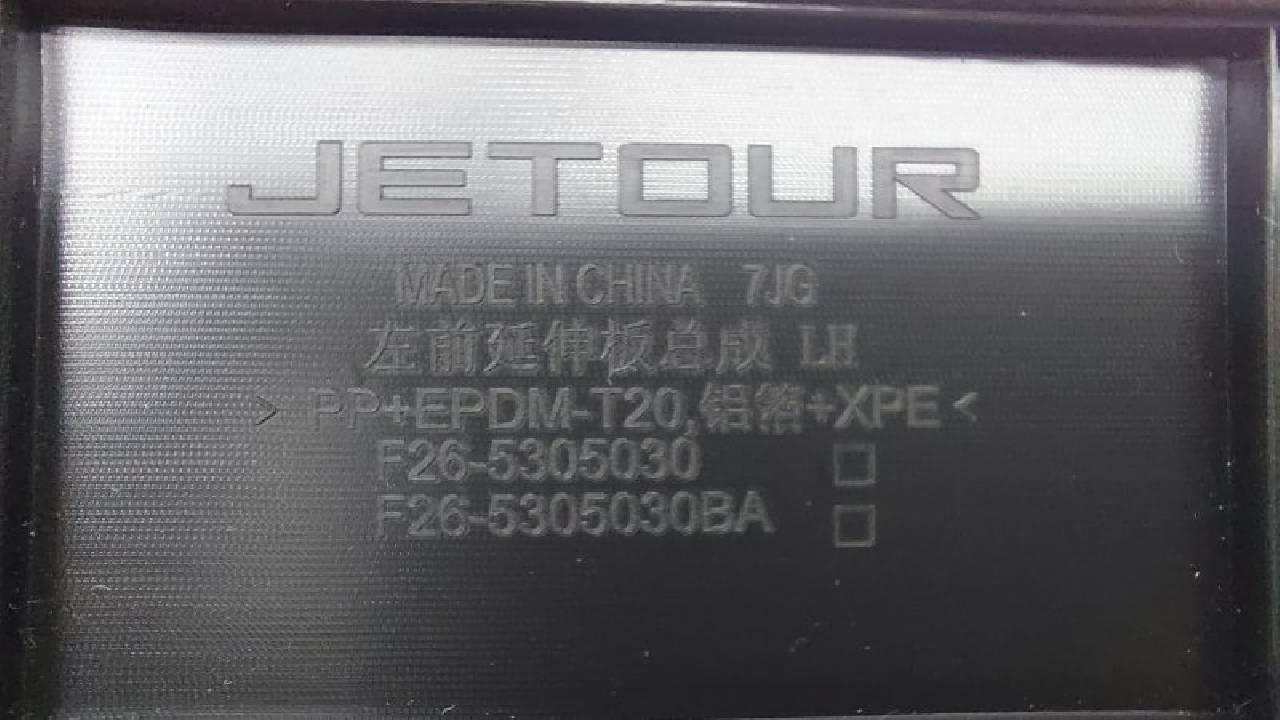 JETOUR
MADE IN CHINA 7JG
左前延伸板总成 LH
> PP+EPDM-T20,铝箔+XPE <
F26-5305030 □
F26-5305030BA □